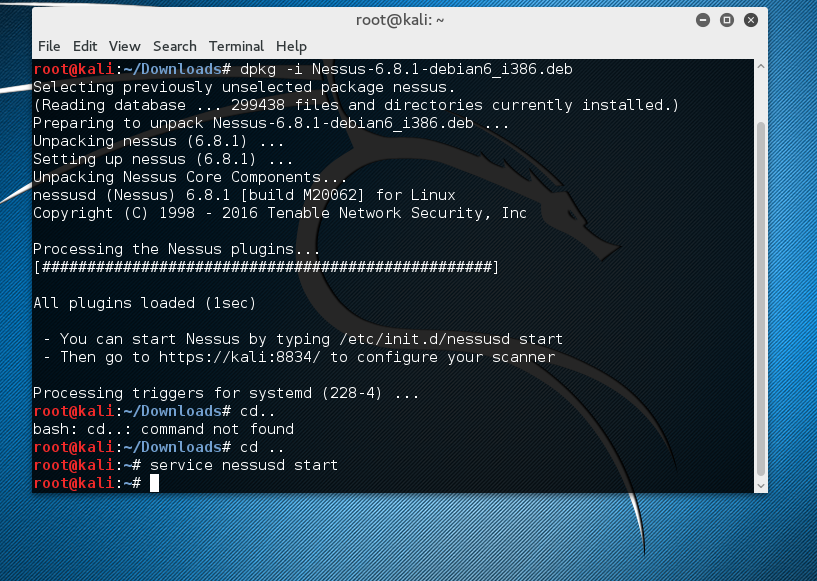 root@kali: ~
File Edit View Search Terminal Help
root@kali:~/Downloads# dpkg -i Nessus-6.8.1-debian6_i386.deb
Selecting previously unselected package nessus.
(Reading database ... 299438 files and directories currently installed.)
Preparing to unpack Nessus-6.8.1-debian6_i386.deb ...
Unpacking nessus (6.8.1) ...
Setting up nessus (6.8.1) ...
Unpacking Nessus Core Components...
nessusd (Nessus) 6.8.1 [build M20062] for Linux
Copyright (C) 1998 - 2016 Tenable Network Security, Inc
Processing the Nessus plugins...
[##################################################]
All plugins loaded (1sec)
- You can start Nessus by typing /etc/init.d/nessusd start
- Then go to https://kali:8834/ to configure your scanner
Processing triggers for systemd (228-4) ...
root@kali:~/Downloads# cd..
bash: cd..: command not found
root@kali:~/Downloads# cd ..
root@kali:~# service nessusd start
root@kali:~#